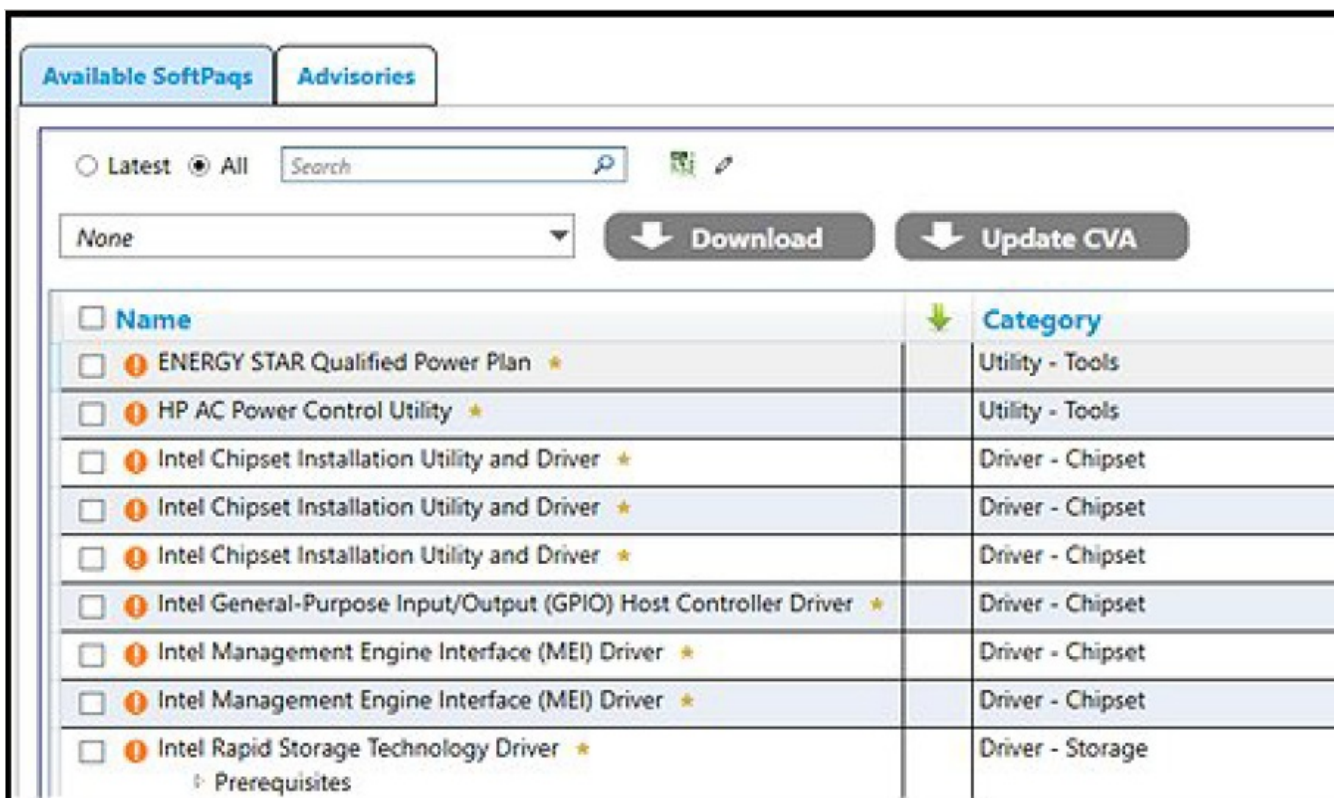 Available SoftPaqs Advisories
Latest All Search
None Download Update CVA
Name Category
ENERGY STAR Qualified Power Plan Utility - Tools
HP AC Power Control Utility Utility - Tools
Intel Chipset Installation Utility and Driver Driver - Chipset
Intel Chipset Installation Utility and Driver Driver - Chipset
Intel Chipset Installation Utility and Driver Driver - Chipset
Intel General-Purpose Input/Output (GPIO) Host Controller Driver Driver - Chipset
Intel Management Engine Interface (MEI) Driver Driver - Chipset
Intel Management Engine Interface (MEI) Driver Driver - Chipset
Intel Rapid Storage Technology Driver Driver - Storage
Prerequisites